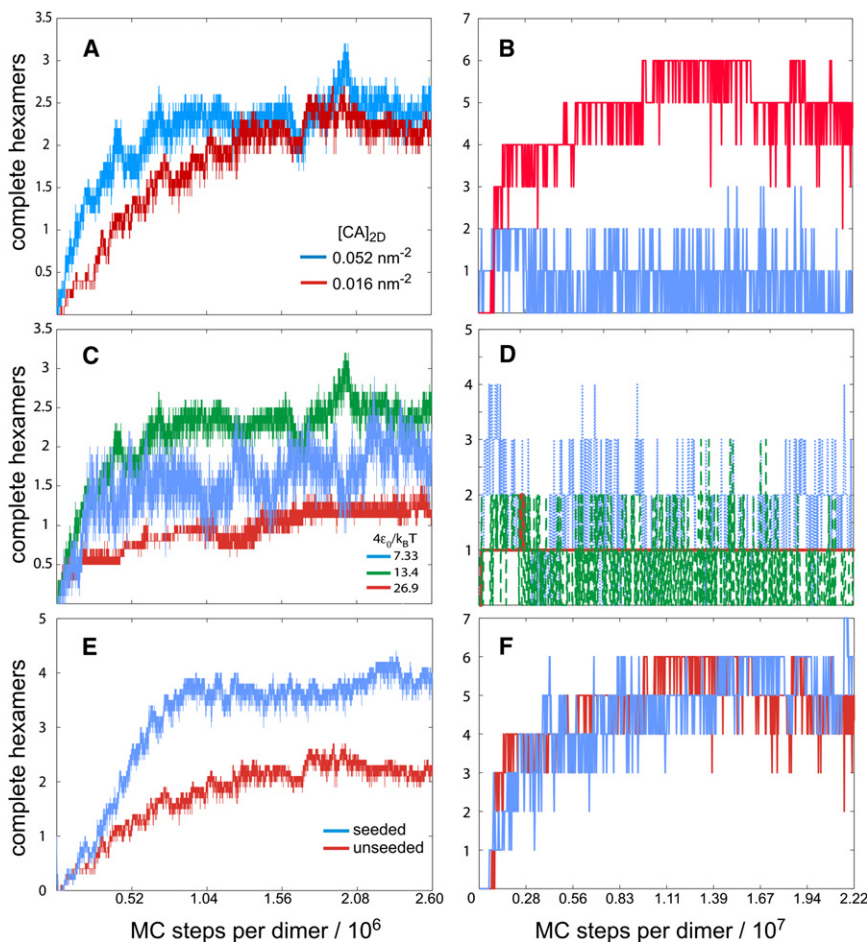 A
complete hexamers
3.5
3
2.5
2
1.5
1
0.5
[CA]2D
0.052 nm-2
0.016 nm-2
B
7
6
5
4
3
2
1
C
complete hexamers
3.5
3
2.5
2
1.5
1
0.5
4ε0/kBT
7.33
13.4
26.9
D
5
4
3
2
1
E
complete hexamers
5
4
3
2
1
0
seeded
unseeded
0.52 1.04 1.56 2.08 2.60
MC steps per dimer / 10^6
F
7
6
5
4
3
2
1
0 0.28 0.56 0.83 1.11 1.39 1.67 1.94 2.22
MC steps per dimer / 10^7